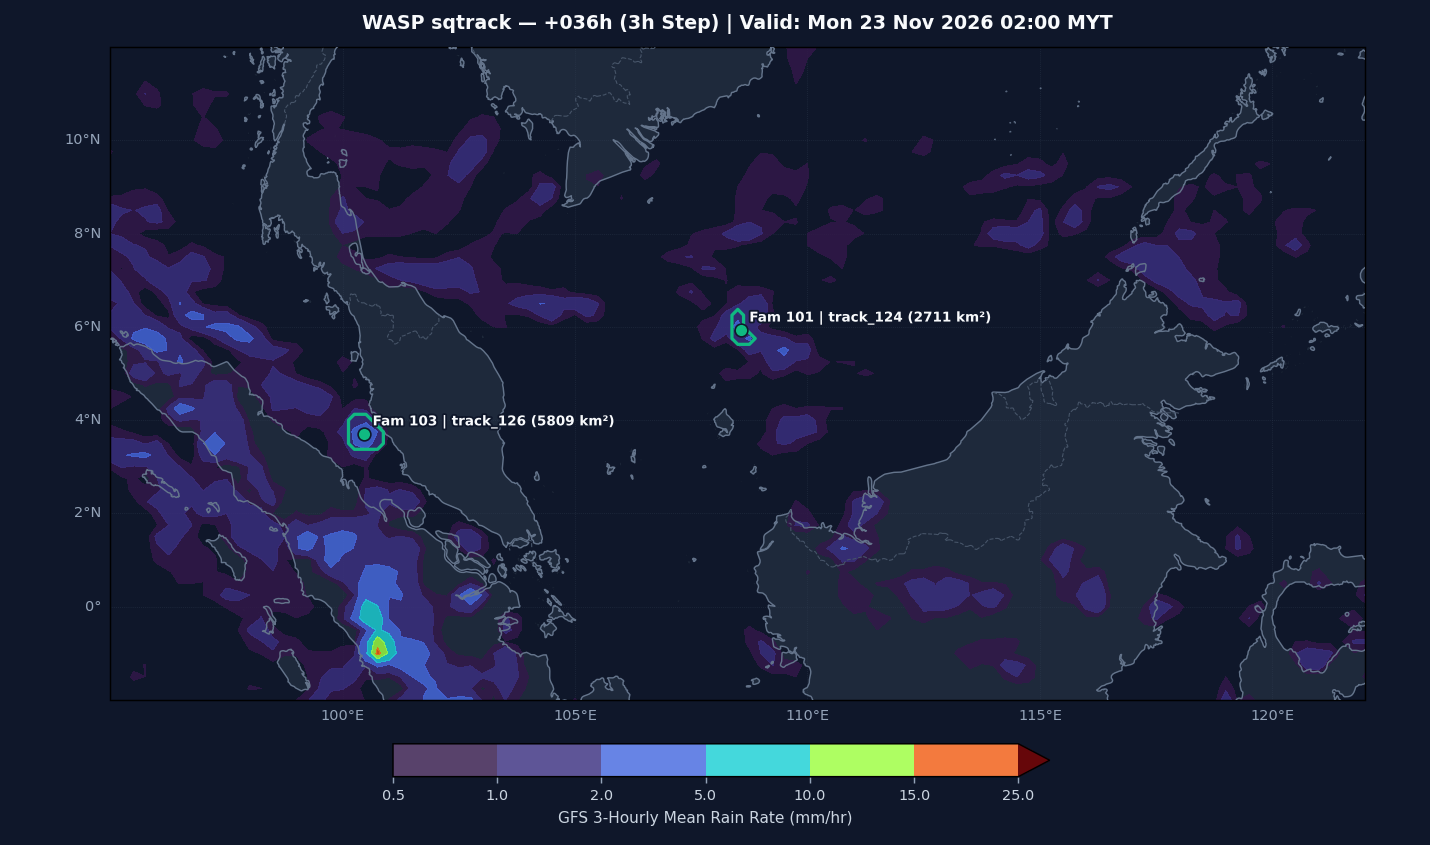 WASP sqtrack — +036h (3h Step) | Valid: Mon 23 Nov 2026 02:00 MYT
10°N
8°N
6°N
4°N
2°N
0°
Fam 101 | track_124 (2711 km²)
Fam 103 | track_126 (5809 km²)
100°E
105°E
110°E
115°E
120°E
0.5
1.0
2.0
5.0
10.0
15.0
25.0
GFS 3-Hourly Mean Rain Rate (mm/hr)